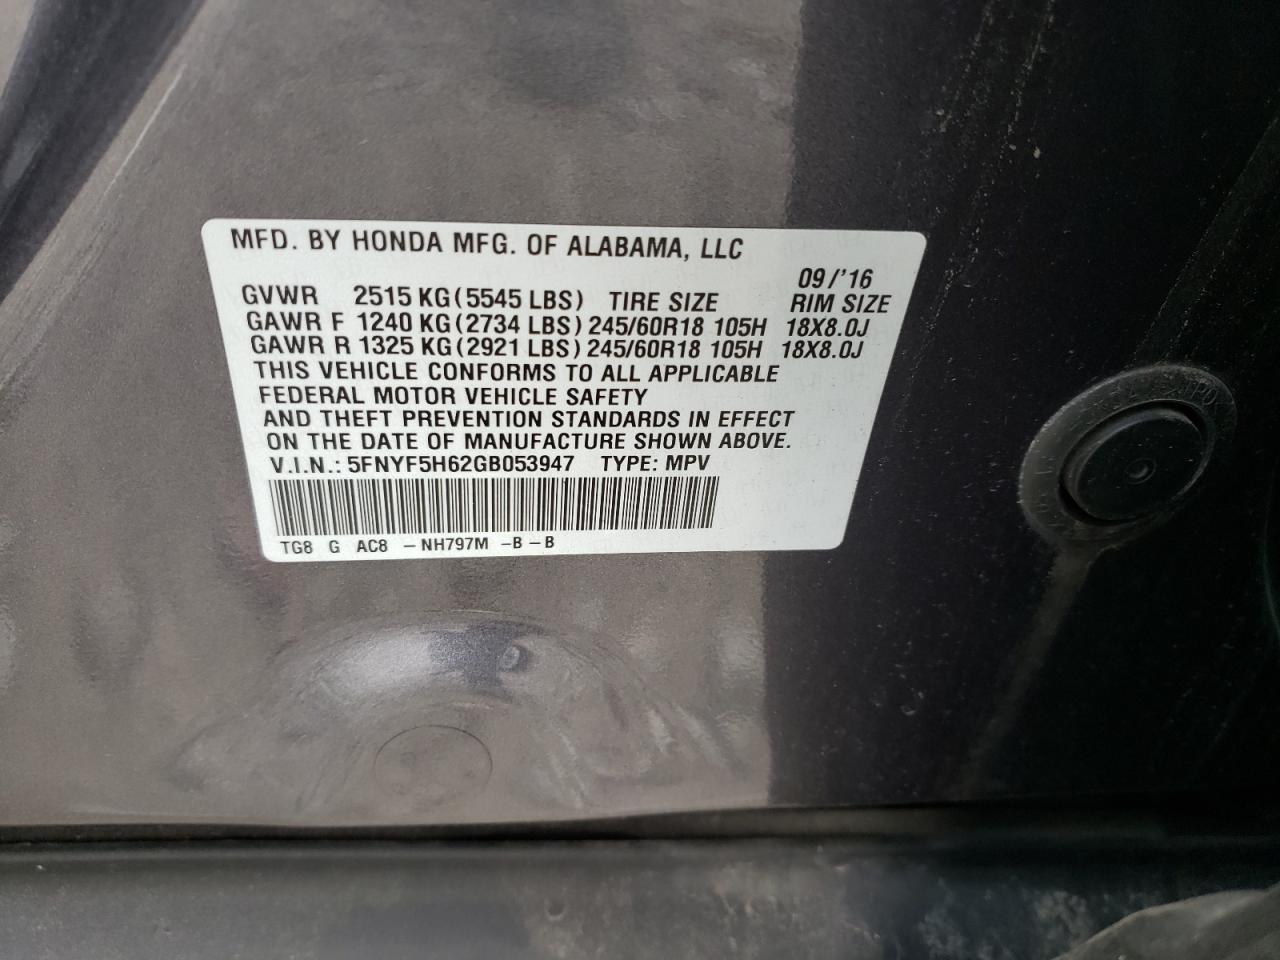 MFD. BY HONDA MFG. OF ALABAMA, LLC
09/'16
GVWR 2515 KG (5545 LBS) TIRE SIZE RIM SIZE
GAWR F 1240 KG (2734 LBS) 245/60R18 105H 18X8.0J
GAWR R 1325 KG (2921 LBS) 245/60R18 105H 18X8.0J
THIS VEHICLE CONFORMS TO ALL APPLICABLE
FEDERAL MOTOR VEHICLE SAFETY
AND THEFT PREVENTION STANDARDS IN EFFECT
ON THE DATE OF MANUFACTURE SHOWN ABOVE.
V.I.N.: 5FNYF5H62GB053947 TYPE: MPV
TG8 G AC8 - NH797M - B - B